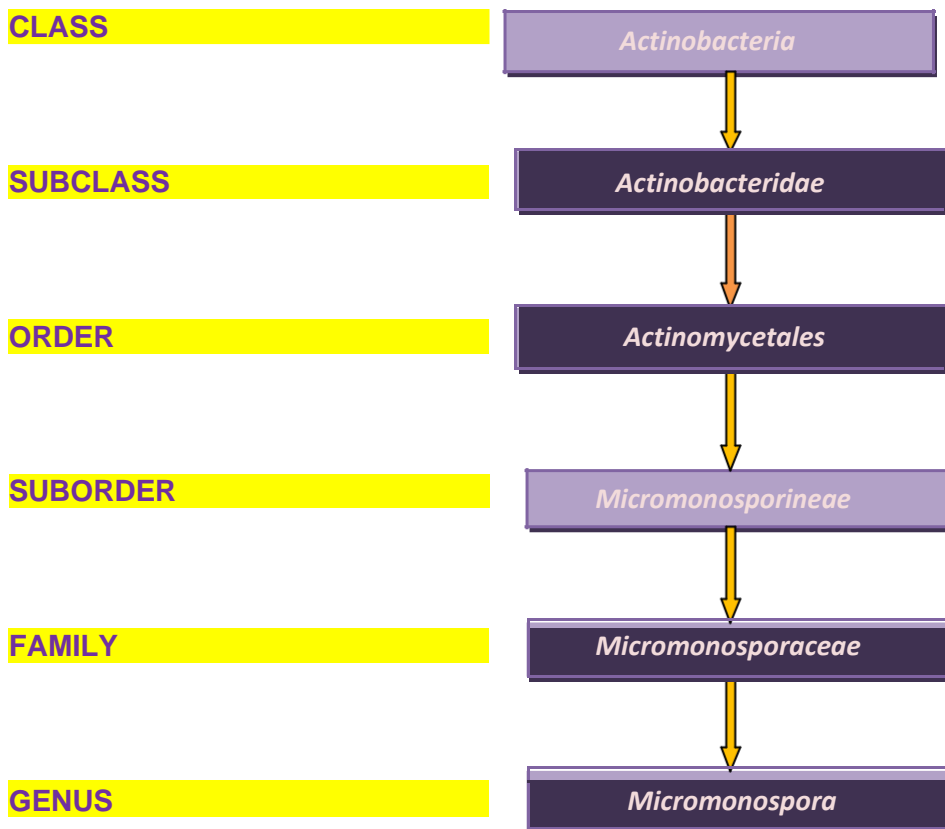 CLASS Actinobacteria
SUBCLASS Actinobacteridae
ORDER Actinomycetales
SUBORDER Micromonosporineae
FAMILY Micromonosporaceae
GENUS Micromonospora